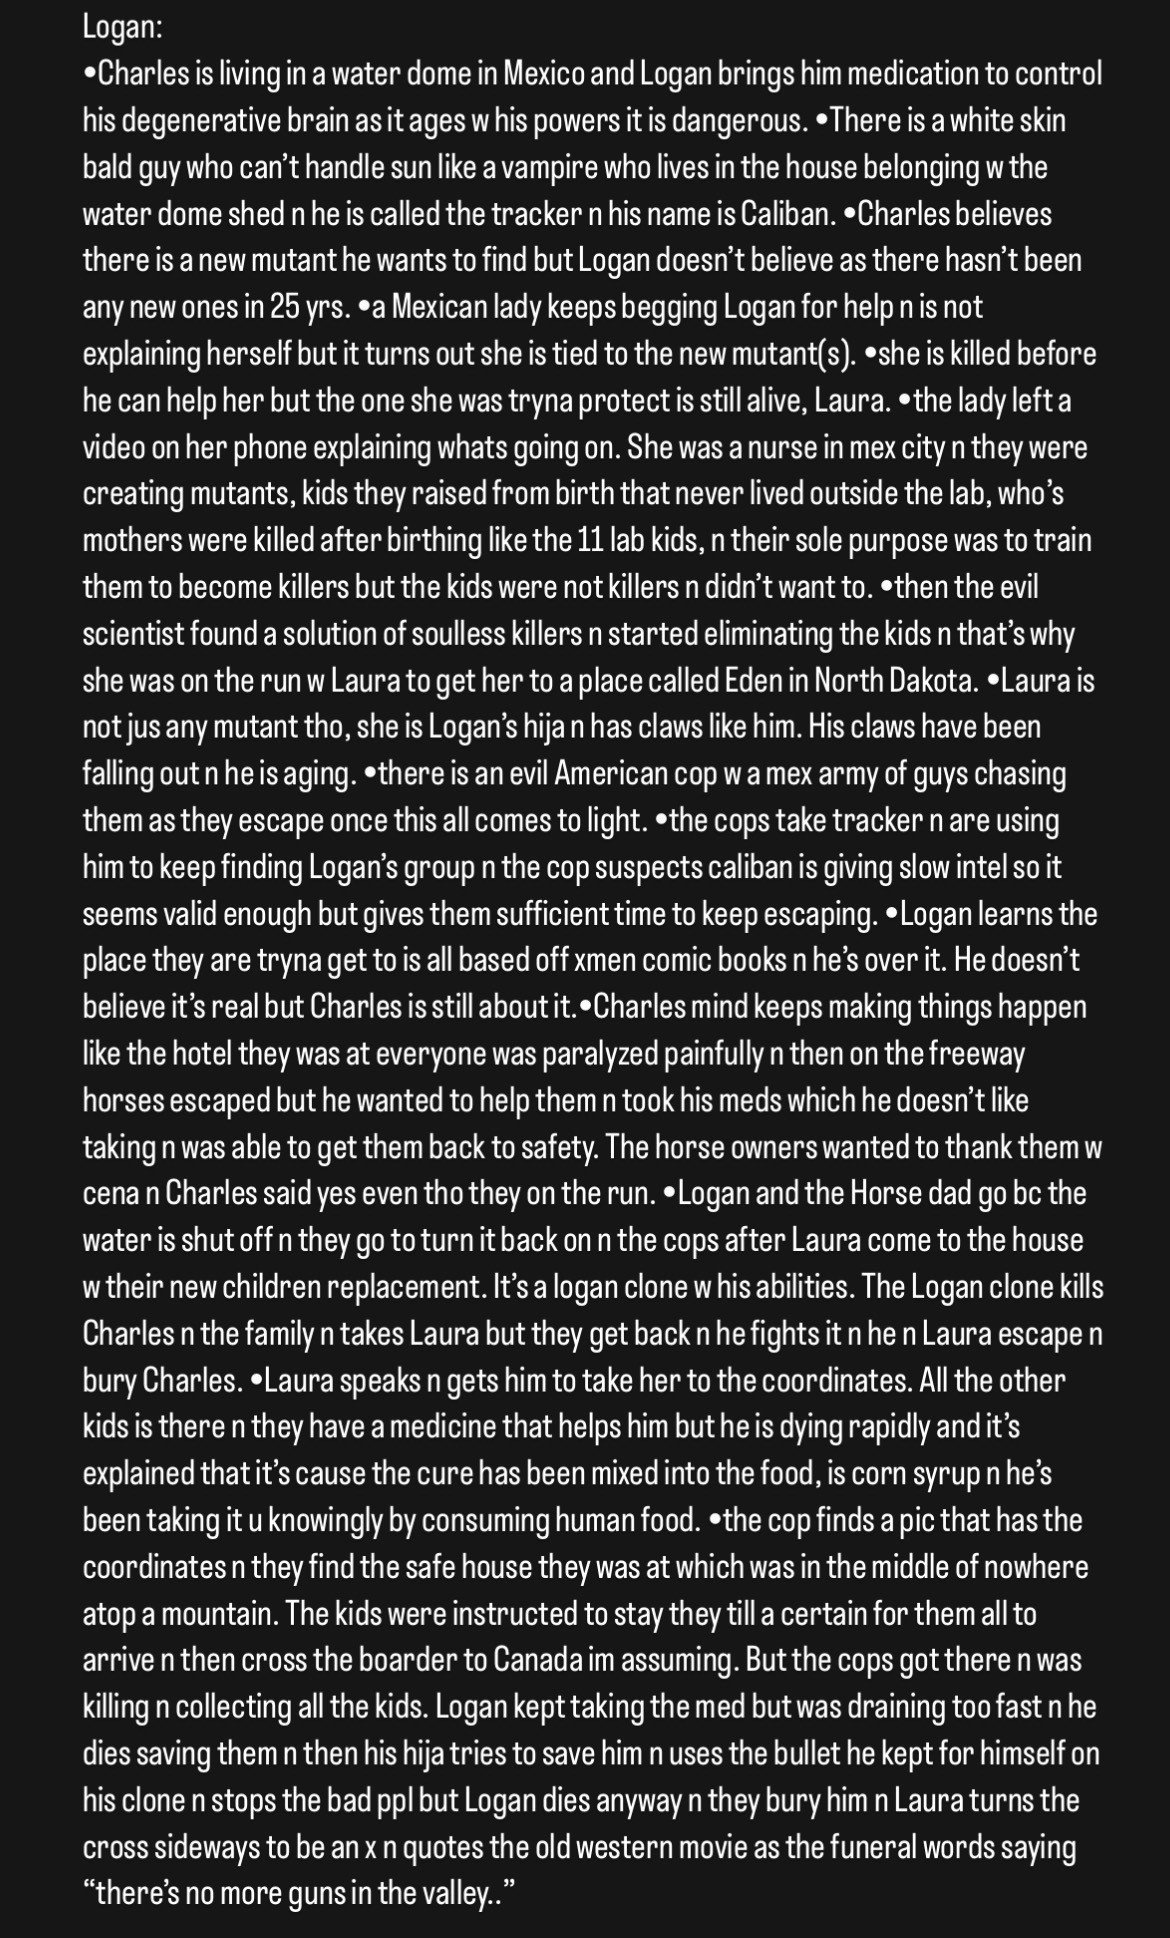 Logan:
•Charles is living in a water dome in Mexico and Logan brings him medication to control
his degenerative brain as it ages w his powers it is dangerous. •There is a white skin
bald guy who can’t handle sun like a vampire who lives in the house belonging w the
water dome shed n he is called the tracker n his name is Caliban. •Charles believes
there is a new mutant he wants to find but Logan doesn’t believe as there hasn’t been
any new ones in 25 yrs. •a Mexican lady keeps begging Logan for help n is not
explaining herself but it turns out she is tied to the new mutant(s). •she is killed before
he can help her but the one she was tryna protect is still alive, Laura. •the lady left a
video on her phone explaining whats going on. She was a nurse in mex city n they were
creating mutants, kids they raised from birth that never lived outside the lab, who’s
mothers were killed after birthing like the 11 lab kids, n their sole purpose was to train
them to become killers but the kids were not killers n didn’t want to. •then the evil
scientist found a solution of soulless killers n started eliminating the kids n that’s why
she was on the run w Laura to get her to a place called Eden in North Dakota. •Laura is
not jus any mutant tho, she is Logan’s hija n has claws like him. His claws have been
falling out n he is aging. •there is an evil American cop w a mex army of guys chasing
them as they escape once this all comes to light. •the cops take tracker n are using
him to keep finding Logan’s group n the cop suspects caliban is giving slow intel so it
seems valid enough but gives them sufficient time to keep escaping. •Logan learns the
place they are tryna get to is all based off xmen comic books n he’s over it. He doesn’t
believe it’s real but Charles is still about it.•Charles mind keeps making things happen
like the hotel they was at everyone was paralyzed painfully n then on the freeway
horses escaped but he wanted to help them n took his meds which he doesn’t like
taking n was able to get them back to safety. The horse owners wanted to thank them w
cena n Charles said yes even tho they on the run. •Logan and the Horse dad go bc the
water is shut off n they go to turn it back on n the cops after Laura come to the house
w their new children replacement. It’s a logan clone w his abilities. The Logan clone kills
Charles n the family n takes Laura but they get back n he fights it n he n Laura escape n
bury Charles. •Laura speaks n gets him to take her to the coordinates. All the other
kids is there n they have a medicine that helps him but he is dying rapidly and it’s
explained that it’s cause the cure has been mixed into the food, is corn syrup n he’s
been taking it u knowingly by consuming human food. •the cop finds a pic that has the
coordinates n they find the safe house they was at which was in the middle of nowhere
atop a mountain. The kids were instructed to stay they till a certain for them all to
arrive n then cross the boarder to Canada im assuming. But the cops got there n was
killing n collecting all the kids. Logan kept taking the med but was draining too fast n he
dies saving them n then his hija tries to save him n uses the bullet he kept for himself on
his clone n stops the bad ppl but Logan dies anyway n they bury him n Laura turns the
cross sideways to be an x n quotes the old western movie as the funeral words saying
“there’s no more guns in the valley..”